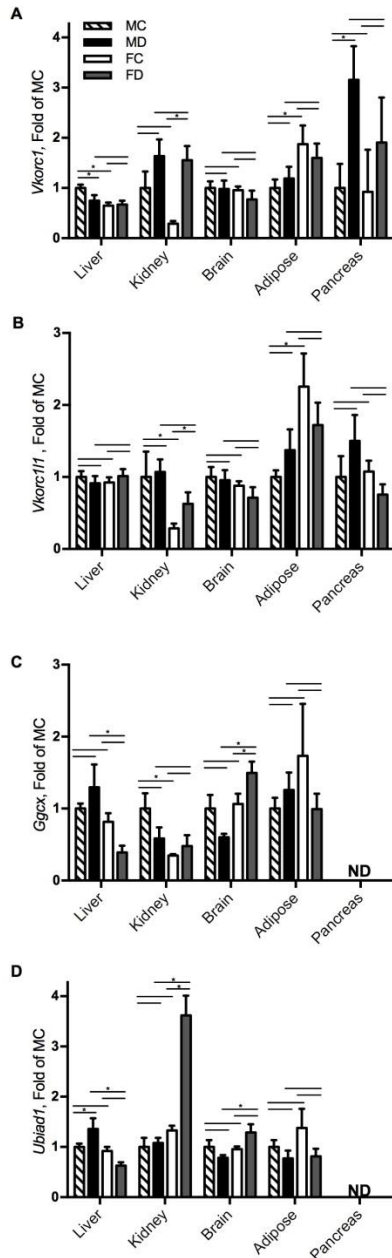 A
MC
MD
FC
FD
Vkorc1, Fold of MC
4
3
2
1
0
* * * * * *
Liver
Kidney
Brain
Adipose
Pancreas
B
Vkorc1l1 , Fold of MC
3
2
1
0
* * *
Liver
Kidney
Brain
Adipose
Pancreas
C
Ggcx, Fold of MC
3
2
1
0
* * * *
ND
Liver
Kidney
Brain
Adipose
Pancreas
D
Ubiad1, Fold of MC
4
3
2
1
0
* * * * *
ND
Liver
Kidney
Brain
Adipose
Pancreas